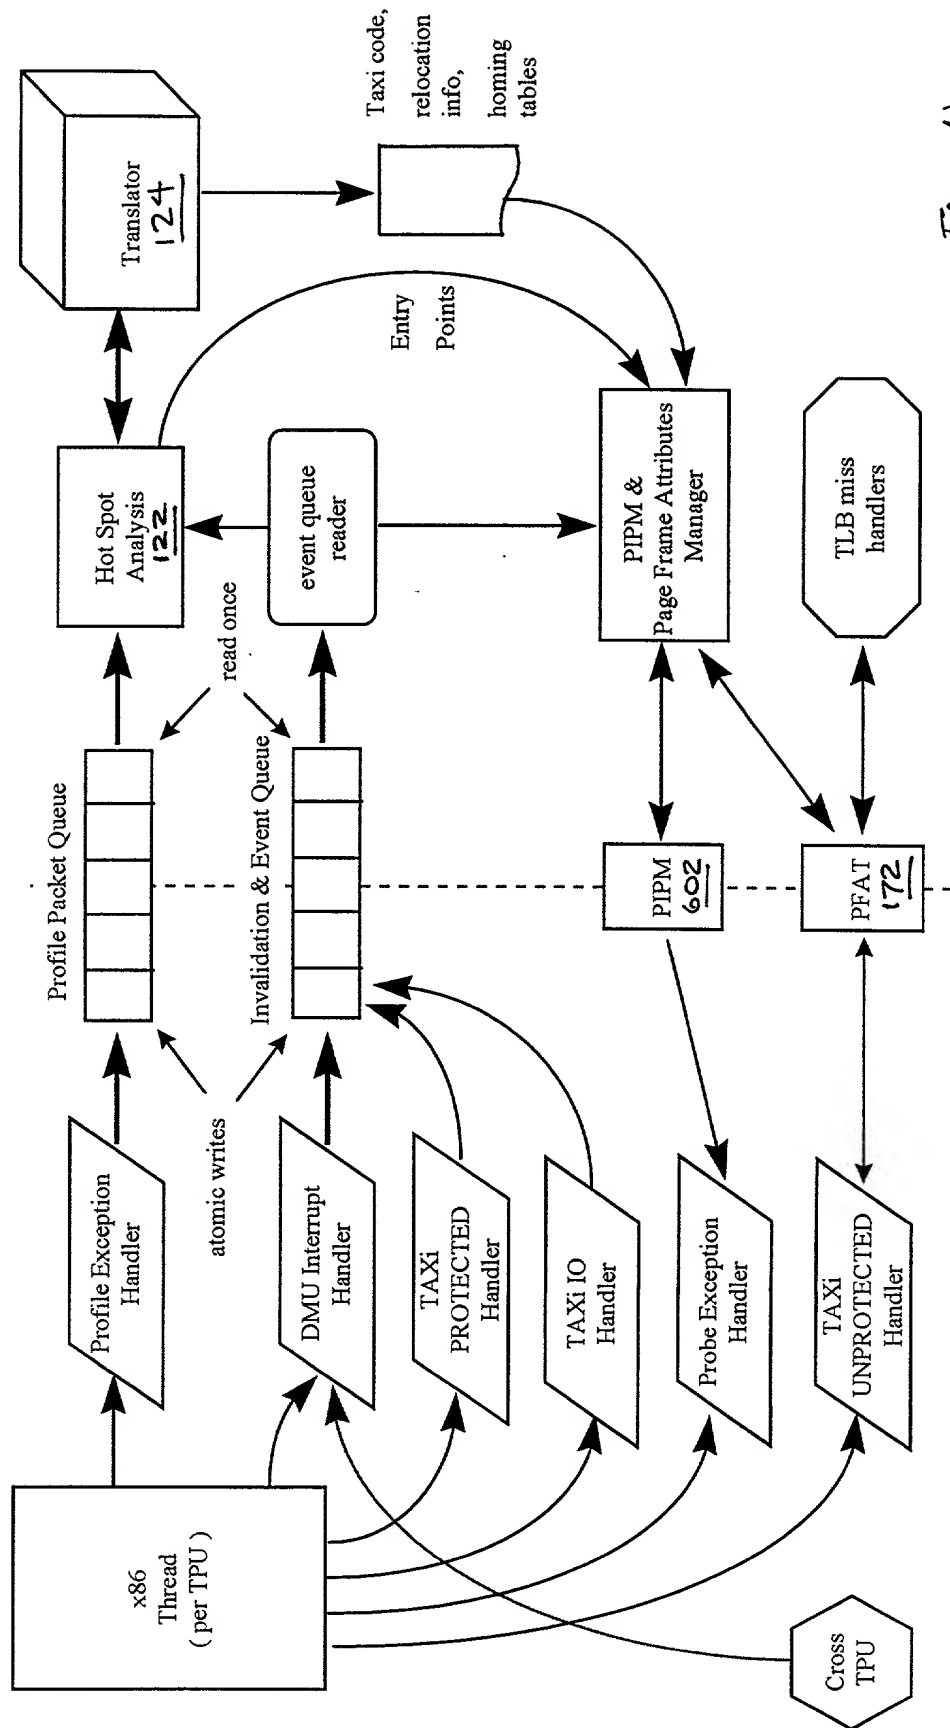 x86
Thread
( per TPU )
Cross
TPU
Profile Exception
Handler
atomic writes
DMU Interrupt
Handler
TAXi
PROTECTED
Handler
TAXi IO
Handler
Probe Exception
Handler
TAXi
UNPROTECTED
Handler
Profile Packet Queue
Invalidation & Event Queue
read once
PIPM
602
PFAT
172
Hot Spot
Analysis
122
event queue
reader
PIPM &
Page Frame Attributes
Manager
TLB miss
handlers
Translator
124
Entry
Points
Taxi code,
relocation
info,
homing
tables